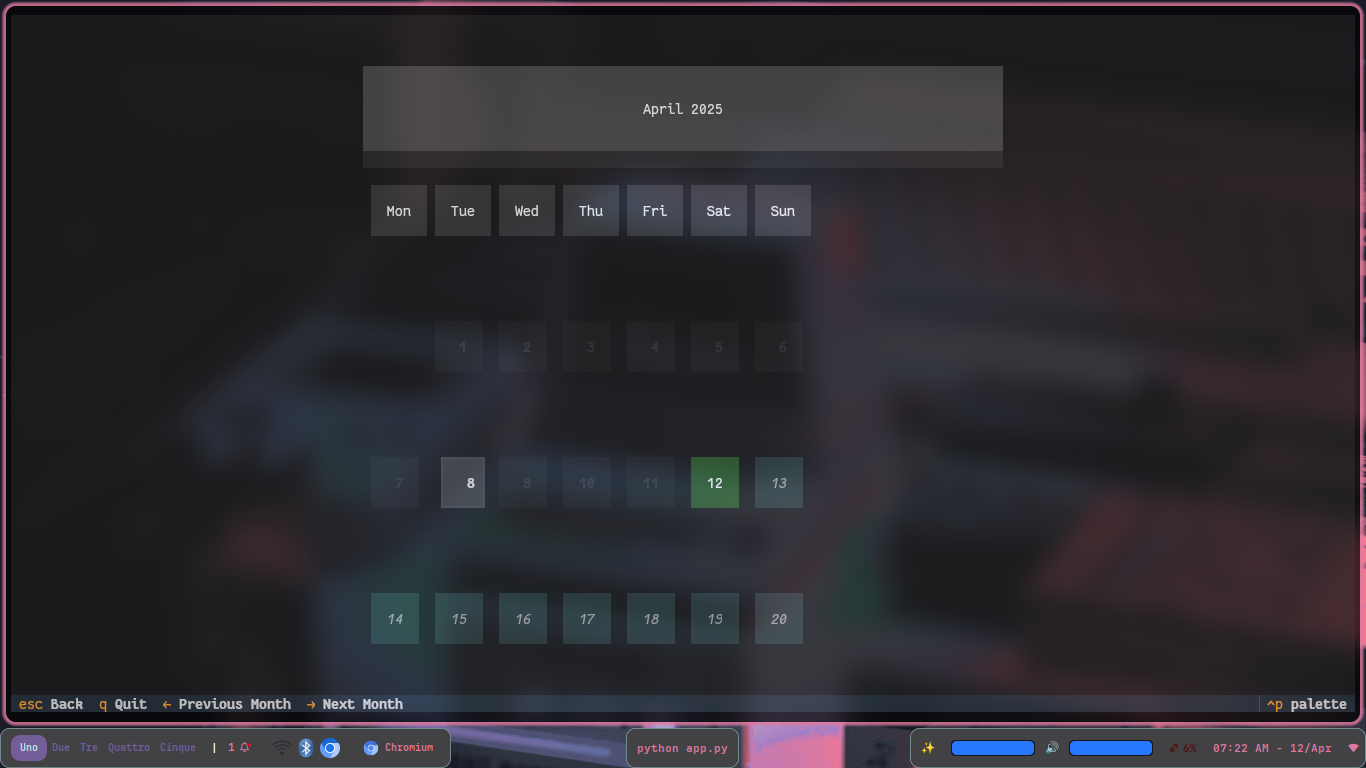 April 2025
Mon Tue Wed Thu Fri Sat Sun
1 2 3 4 5 6
7 8 9 10 11 12 13
14 15 16 17 18 19 20
esc Back q Quit ← Previous Month → Next Month ^p palette
Uno Due Tre Quattro Cinque | 1 Chromium python app.py 6% 07:22 AM - 12/Apr